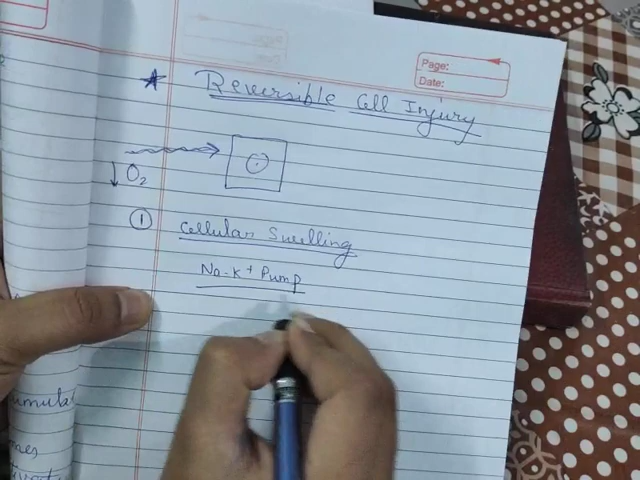 Page:
Date:
Reversible Cell Injury
↓ O2
① Cellular Swelling
Na-K+ Pump